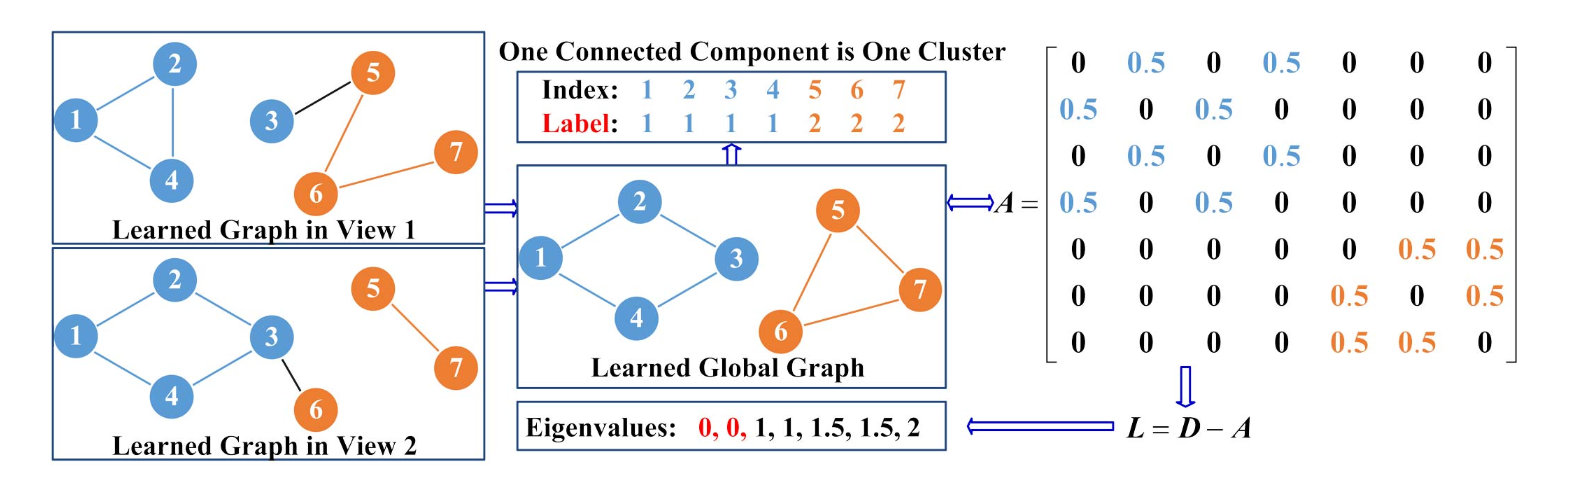 2
5
1
3
7
4
6
Learned Graph in View 1
2
5
1
3
7
4
6
Learned Graph in View 2
One Connected Component is One Cluster
Index: 1 2 3 4 5 6 7
Label: 1 1 1 1 2 2 2
2
5
1
3
7
4
6
Learned Global Graph
Eigenvalues: 0, 0, 1, 1, 1.5, 1.5, 2
A =
0 0.5 0 0.5 0 0 0
0.5 0 0.5 0 0 0 0
0 0.5 0 0.5 0 0 0
0.5 0 0.5 0 0 0 0
0 0 0 0 0 0.5 0.5
0 0 0 0 0.5 0 0.5
0 0 0 0 0.5 0.5 0
L = D − A